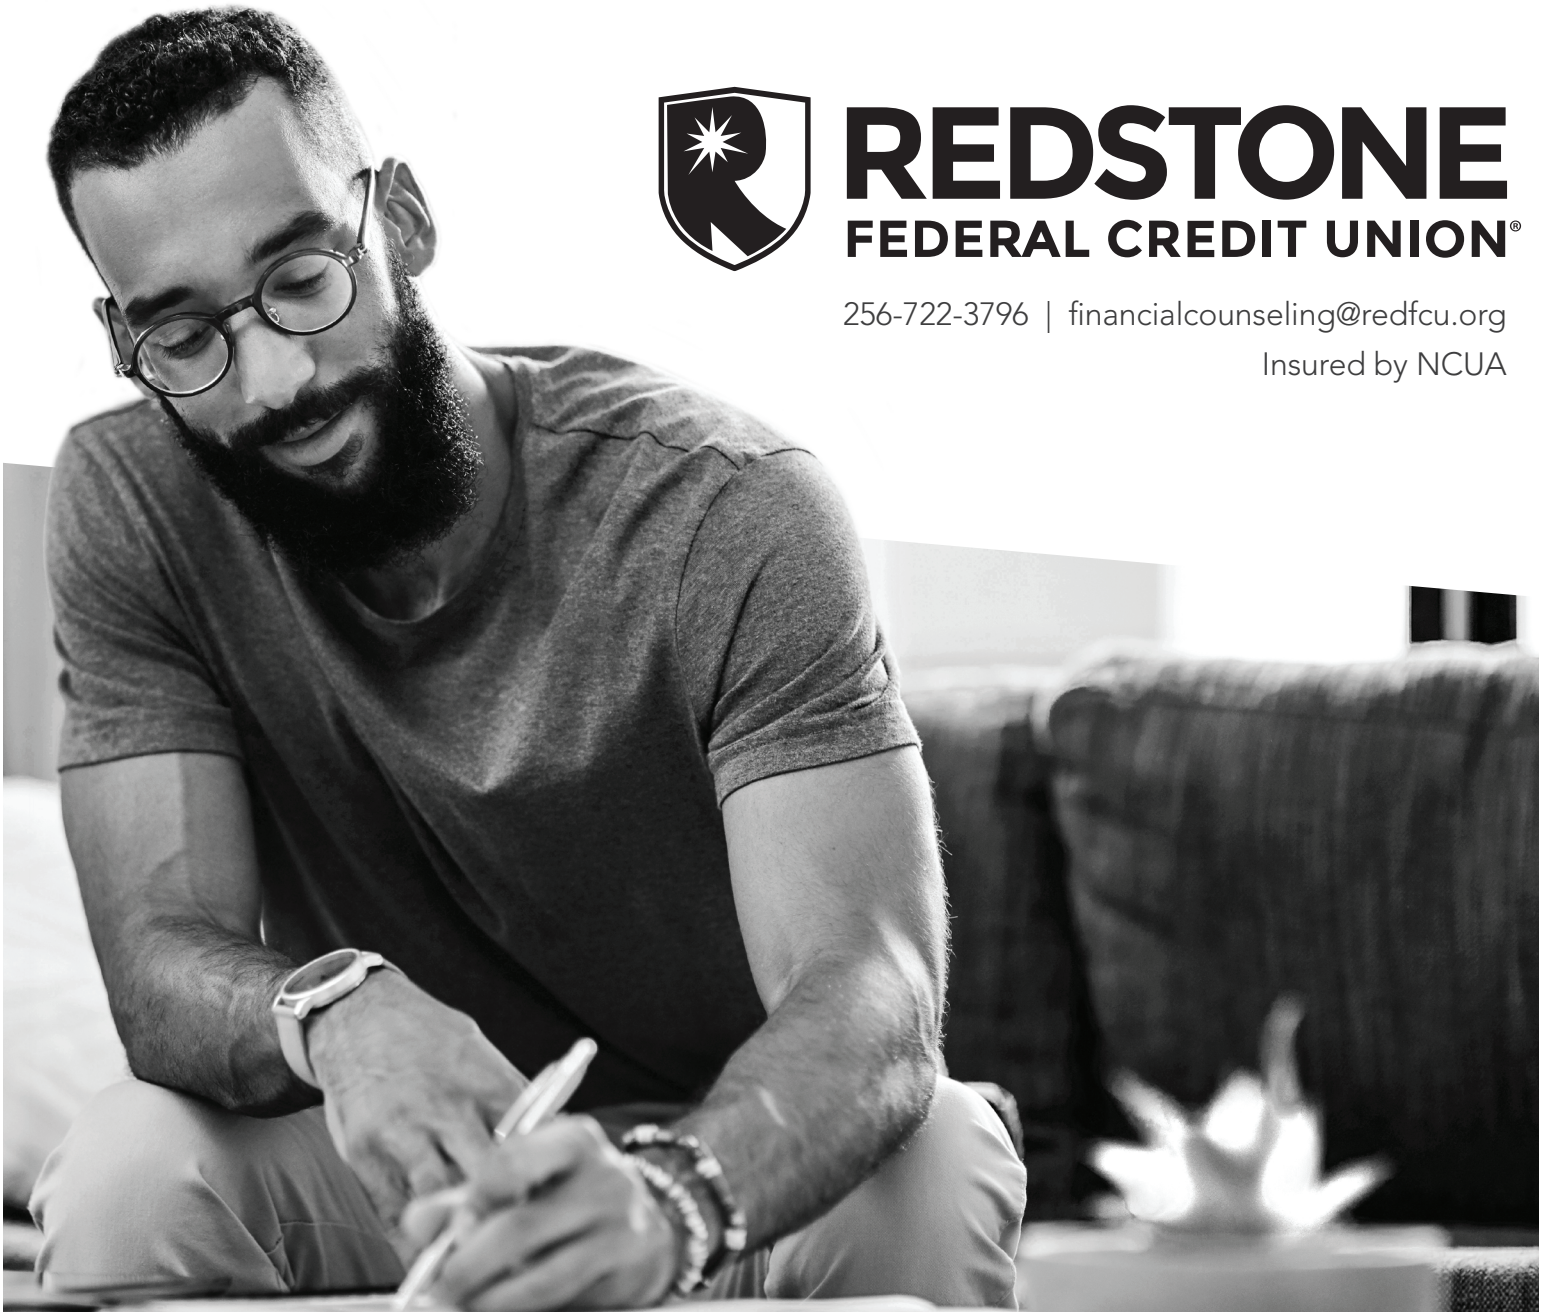 REDSTONE
FEDERAL CREDIT UNION®
256-722-3796 | financialcounseling@redfcu.org
Insured by NCUA